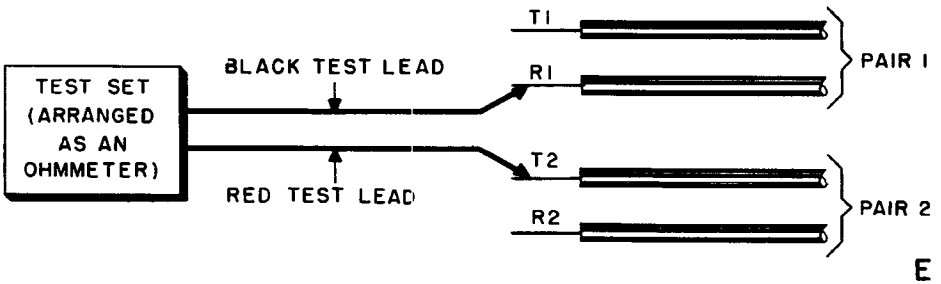 TEST SET
(ARRANGED
AS AN
OHMMETER)
BLACK TEST LEAD
RED TEST LEAD
T1
R1
PAIR 1
T2
R2
PAIR 2
E